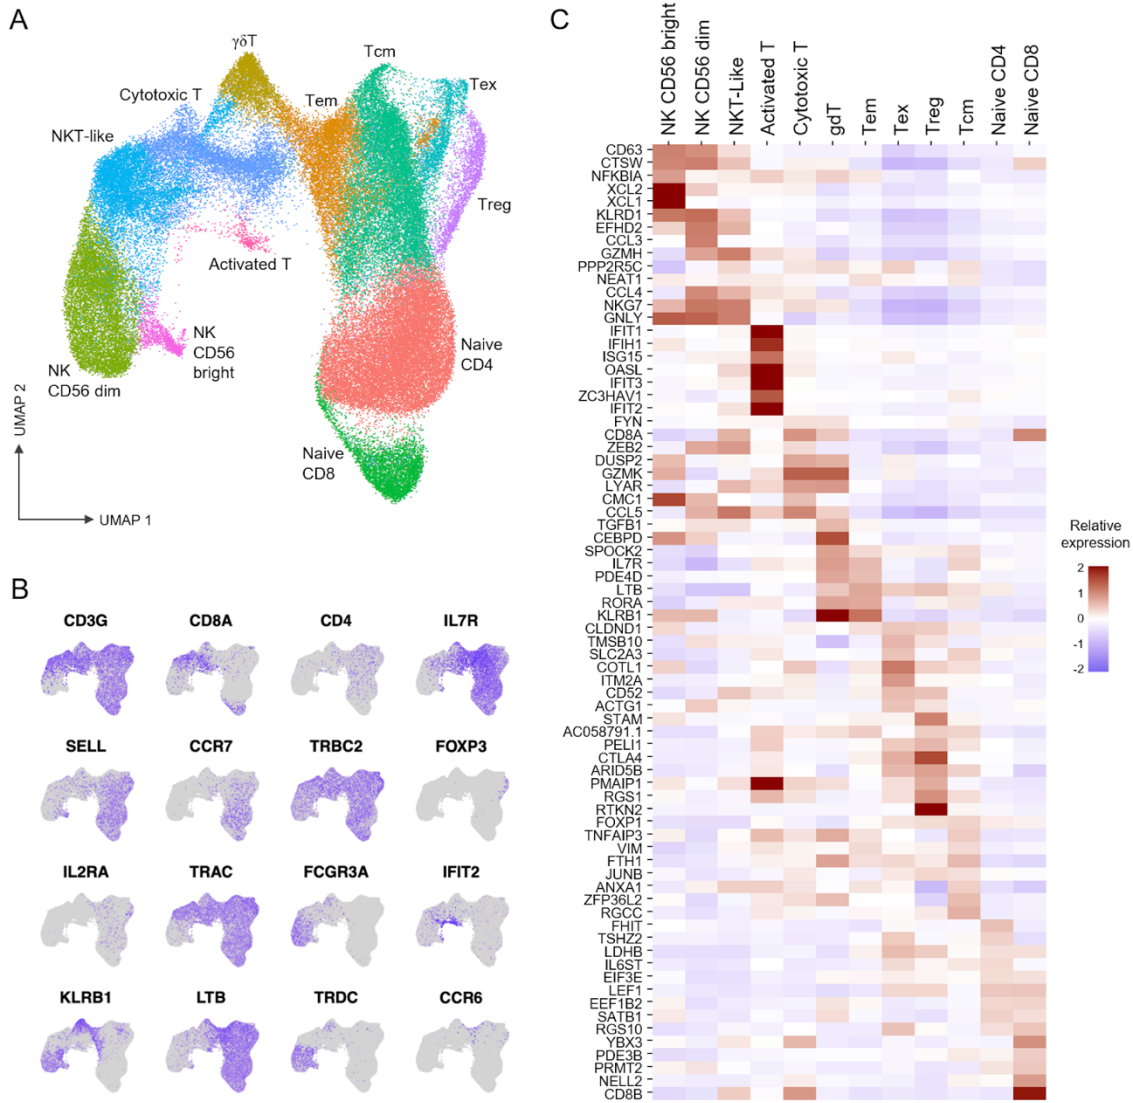 A
γδT
Tcm
Tex
Cytotoxic T
Tem
NKT-like
Treg
Activated T
NK
CD56
bright
NK
CD56 dim
Naive
CD4
Naive
CD8
UMAP 2
UMAP 1
B
CD3G
CD8A
CD4
IL7R
SELL
CCR7
TRBC2
FOXP3
IL2RA
TRAC
FCGR3A
IFIT2
KLRB1
LTB
TRDC
CCR6
C
NK CD56 bright
NK CD56 dim
NKT-Like
Activated T
Cytotoxic T
gdT
Tem
Tex
Treg
Tcm
Naive CD4
Naive CD8
CD63
CTSW
NFKBIA
XCL2
XCL1
KLRD1
EFHD2
CCL3
GZMH
PPP2R5C
NEAT1
CCL4
NKG7
GNLY
IFIT1
IFIH1
ISG15
OASL
IFIT3
ZC3HAV1
IFIT2
FYN
CD8A
ZEB2
DUSP2
GZMK
LYAR
CMC1
CCL5
TGFB1
CEBPD
SPOCK2
IL7R
PDE4D
LTB
RORA
KLRB1
CLDND1
TMSB10
SLC2A3
COTL1
ITM2A
CD52
ACTG1
STAM
AC058791.1
PELI1
CTLA4
ARID5B
PMAIP1
RGS1
RTKN2
FOXP1
TNFAIP3
VIM
FTH1
JUNB
ANXA1
ZFP36L2
RGCC
FHIT
TSHZ2
LDHB
IL6ST
EIF3E
LEF1
EEF1B2
SATB1
RGS10
YBX3
PDE3B
PRMT2
NELL2
CD8B
Relative
expression
2
1
0
-1
-2